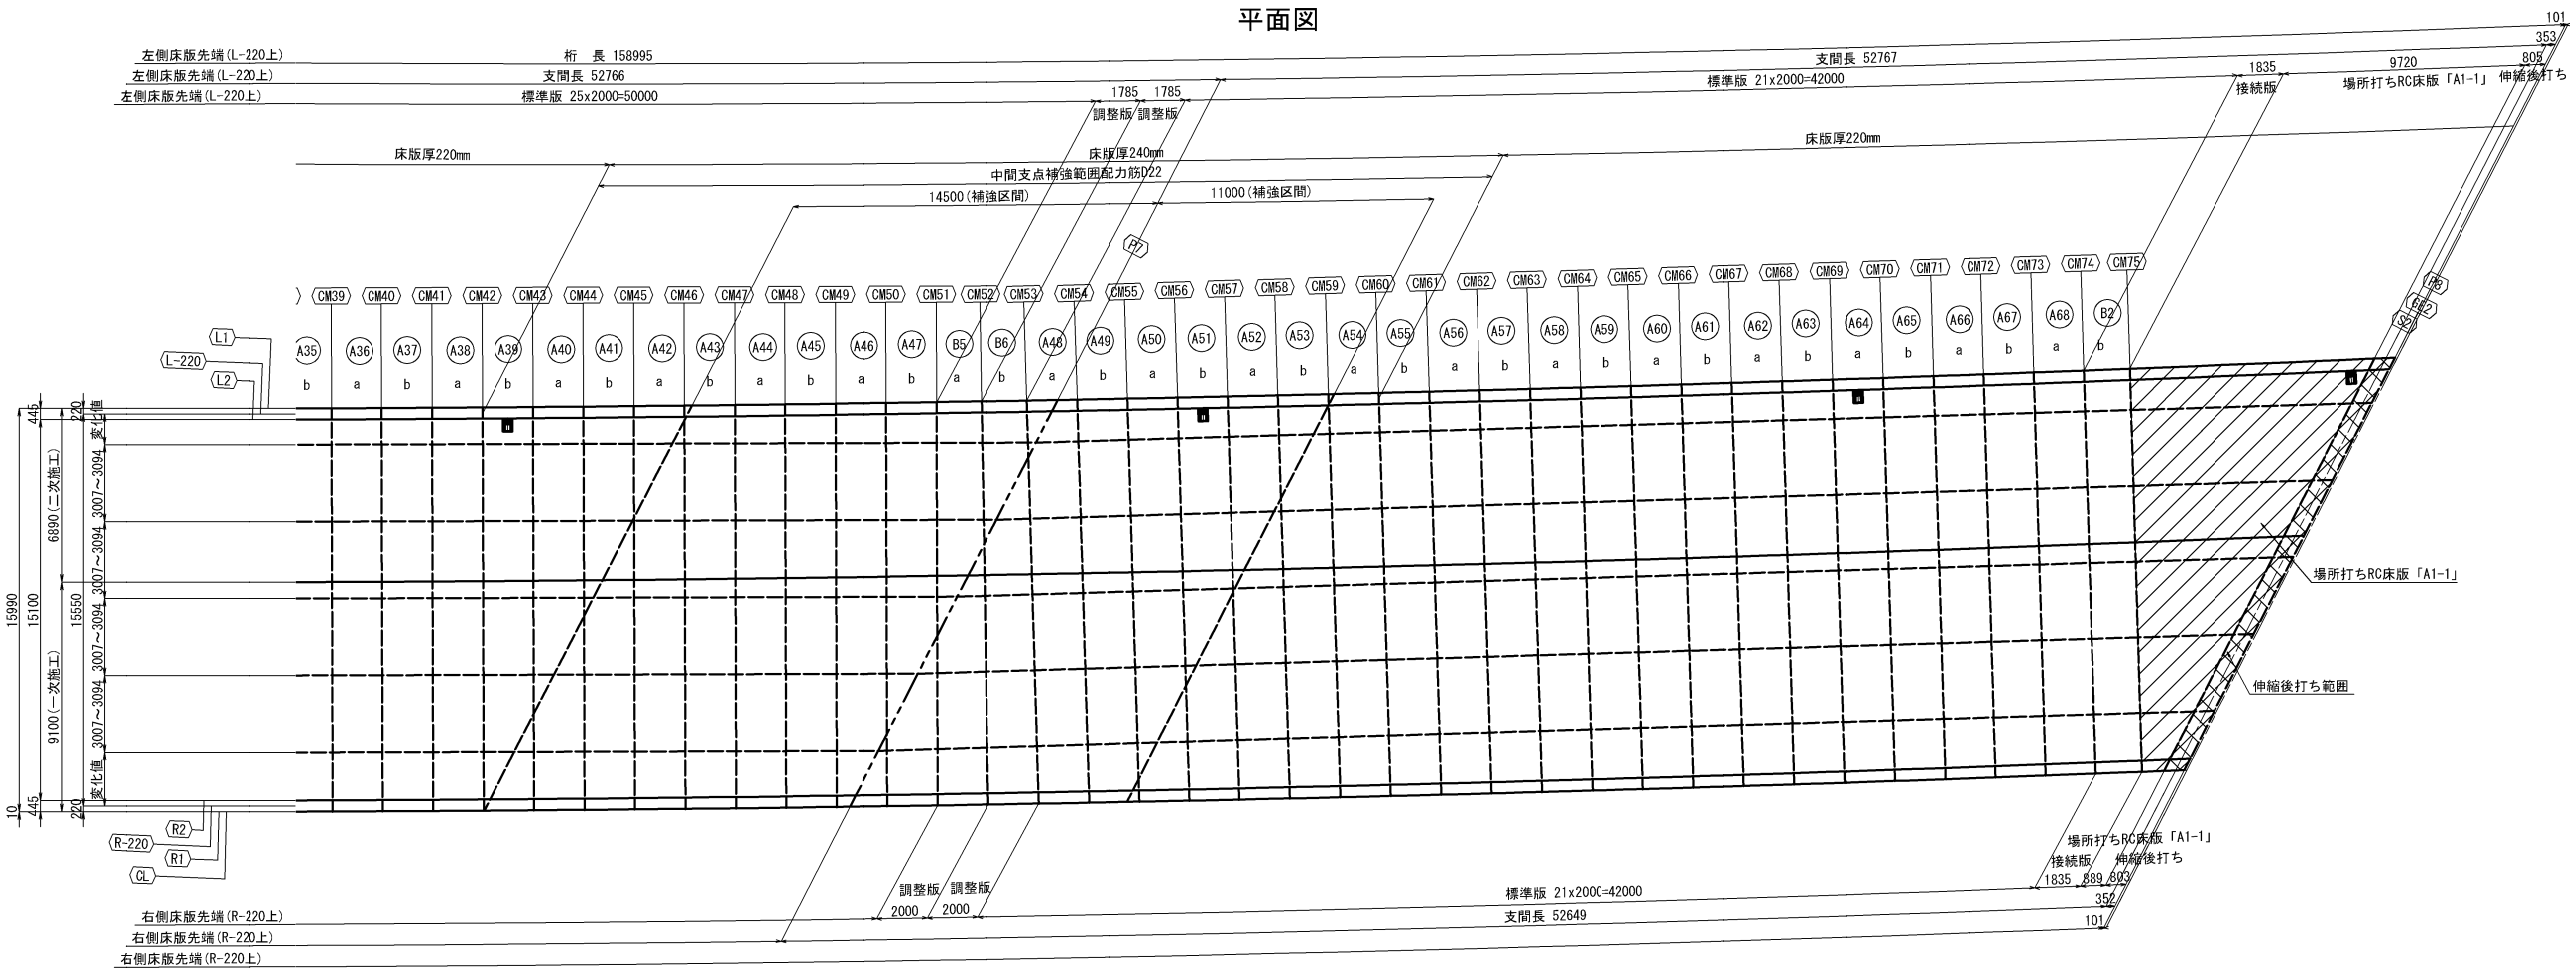 平面図
101
左側床版先端(L-220上) 桁　長 158995 353
左側床版先端(L-220上) 支間長 52766 支間長 52767 805
左側床版先端(L-220上) 標準版 25x2000=50000 1785 1785 標準版 21x2000=42000 1835 9720
調整版 調整版 接続版 場所打ちRC床版「A1-1」 伸縮後打ち
床版厚220mm 床版厚240mm 床版厚220mm
中間支点補強範囲配力筋D22
14500(補強区間) 11000(補強区間)
P7
CM39 CM40 CM41 CM42 CM43 CM44 CM45 CM46 CM47 CM48 CM49 CM50 CM51 CM52 CM53 CM54 CM55 CM56 CM57 CM58 CM59 CM60 CM61 CM62 CM63 CM64 CM65 CM66 CM67 CM68 CM69 CM70 CM71 CM72 CM73 CM74 CM75
P8
GE2
S2
L1
L-220
L2
A35 A36 A37 A38 A39 A40 A41 A42 A43 A44 A45 A46 A47 B5 B6 A48 A49 A50 A51 A52 A53 A54 A55 A56 A57 A58 A59 A60 A61 A62 A63 A64 A65 A66 A67 A68 B2
b a b a b a b a b a b a b a b a b a b a b a b a b a b a b a b a b a b a b
10 15990
445 15100 445
6890(二次施工)
9100(一次施工)
220 15550 220
変化値 3007～3094 3007～3094 3007～3094 3007～3094 変化値
場所打ちRC床版「A1-1」
伸縮後打ち範囲
R2
R-220
R1
CL
場所打ちRC床版「A1-1」
接続版 伸縮後打ち
調整版 調整版
右側床版先端(R-220上) 2000 2000 標準版 21x2000=42000 1835 889 803
右側床版先端(R-220上) 支間長 52649 352
右側床版先端(R-220上) 101